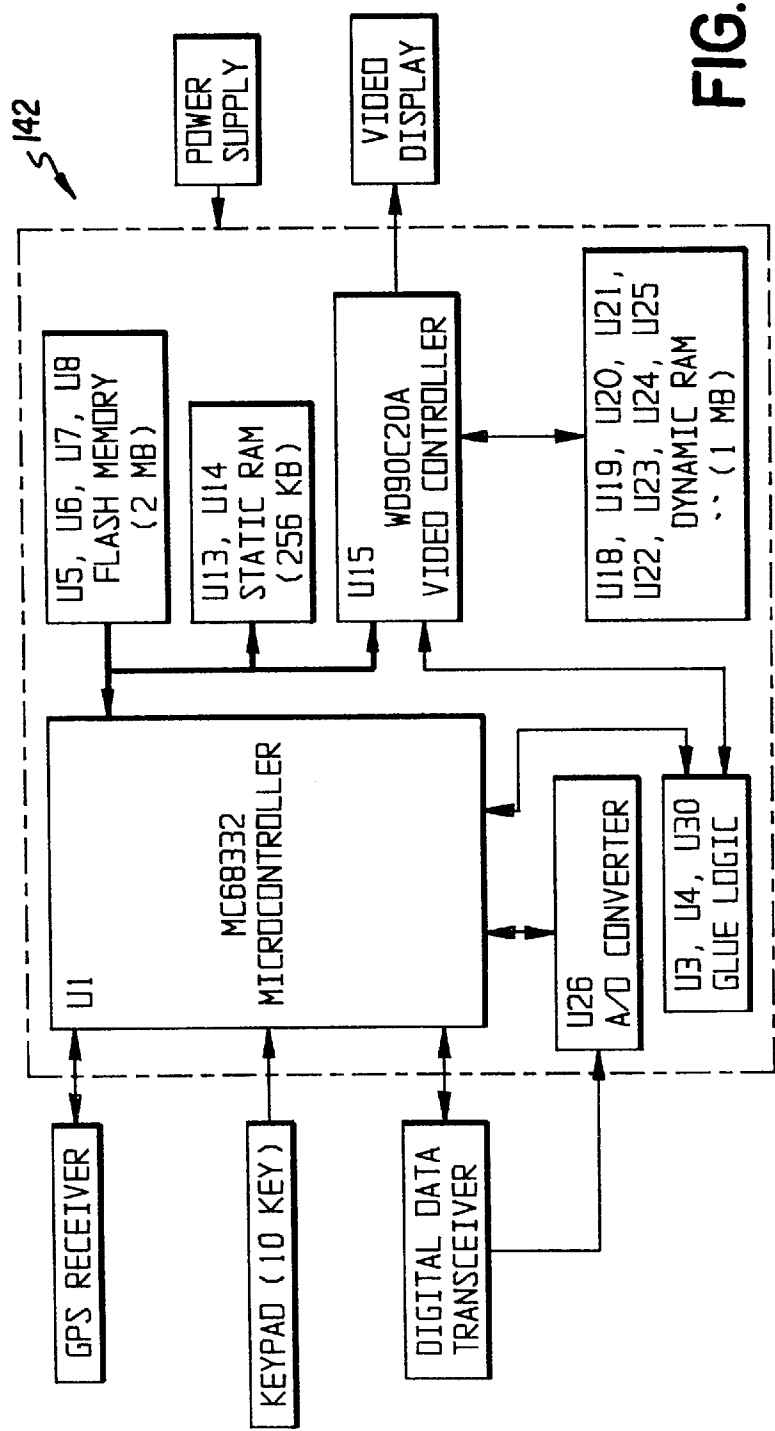 142
POWER
SUPPLY
VIDEO
DISPLAY
FIG.
U5, U6, U7, U8
FLASH MEMORY
(2 MB)
U13, U14
STATIC RAM
(256 KB)
U15
WD90C20A
VIDEO CONTROLLER
U18, U19, U20, U21,
U22, U23, U24, U25
DYNAMIC RAM
(1 MB)
U1
MC68332
MICROCONTROLLER
U26
A/D CONVERTER
U3, U4, U30
GLUE LOGIC
GPS RECEIVER
KEYPAD (10 KEY)
DIGITAL DATA
TRANSCEIVER